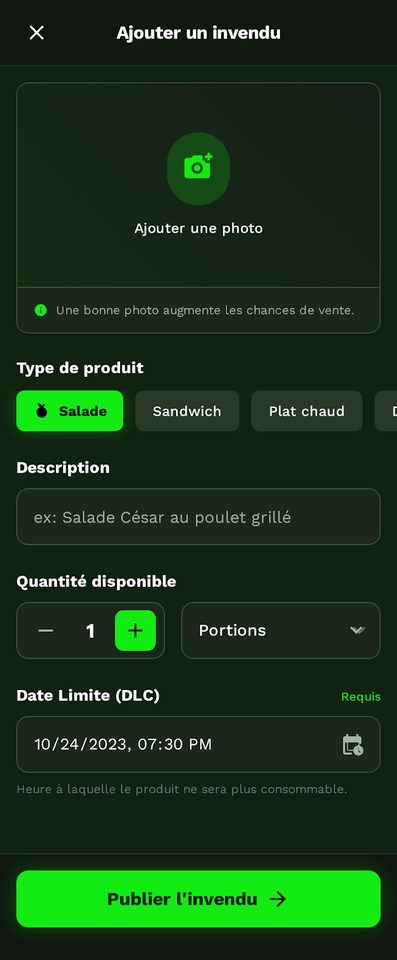 Ajouter un invendu
Ajouter une photo
Une bonne photo augmente les chances de vente.
Type de produit
Salade Sandwich Plat chaud
Description
ex: Salade César au poulet grillé
Quantité disponible
1 Portions
Date Limite (DLC) Requis
10/24/2023, 07:30 PM
Heure à laquelle le produit ne sera plus consommable.
Publier l'invendu